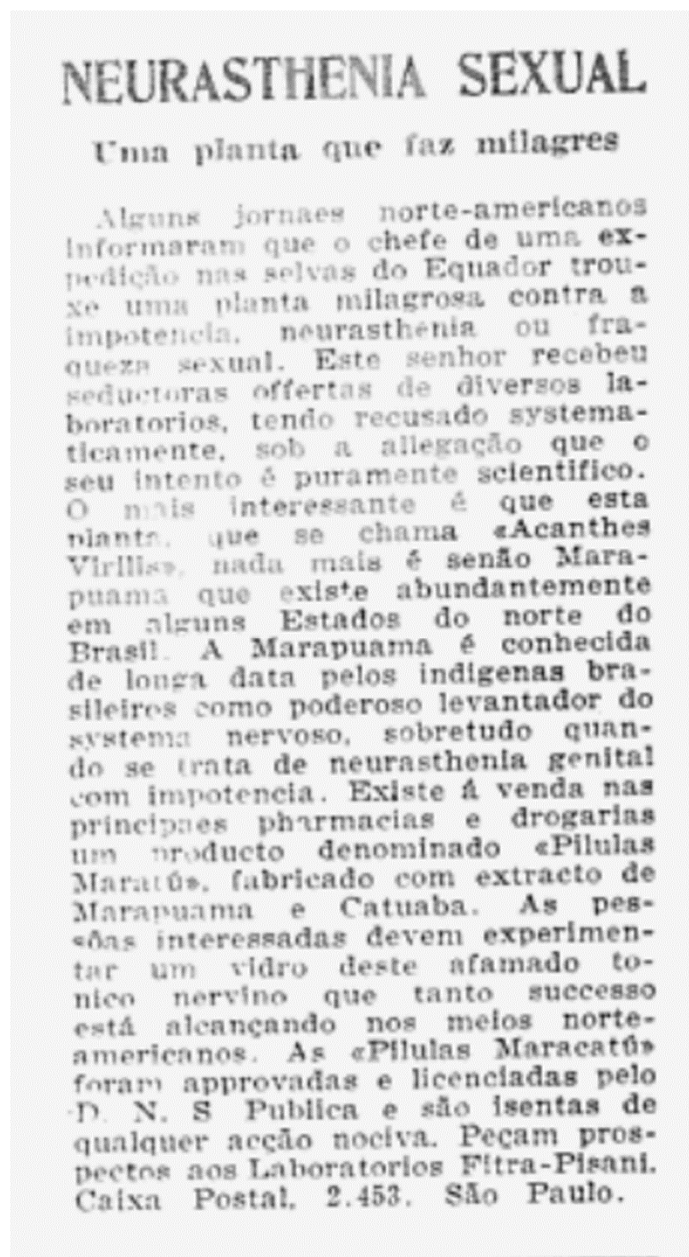 NEURASTHENIA SEXUAL
Uma planta que faz milagres
Alguns jornaes norte-americanos
informaram que o chefe de uma ex-
pedição nas selvas do Equador trou-
xe uma planta milagrosa contra a
impotencia, neurasthenia ou fra-
queza sexual. Este senhor recebeu
seductoras offertas de diversos la-
boratorios, tendo recusado systema-
ticamente, sob a allegação que o
seu intento é puramente scientifico.
O mais interessante é que esta
planta, que se chama «Acanthes
Virilis», nada mais é senão Mara-
puama que existe abundantemente
em alguns Estados do norte do
Brasil. A Marapuama é conhecida
de longa data pelos indigenas bra-
sileiros como poderoso levantador do
systema nervoso, sobretudo quan-
do se trata de neurasthenia genital
com impotencia. Existe á venda nas
principaes pharmacias e drogarias
um producto denominado «Pilulas
Maratú», fabricado com extracto de
Marapuama e Catuaba. As pes-
sôas interessadas devem experimen-
tar um vidro deste afamado to-
nico nervino que tanto successo
está alcançando nos meios norte-
americanos. As «Pilulas Maracatú»
foram approvadas e licenciadas pelo
D. N. S Publica e são isentas de
qualquer acção nociva. Peçam pros-
pectos aos Laboratorios Fitra-Pisani.
Caixa Postal, 2.453. São Paulo.